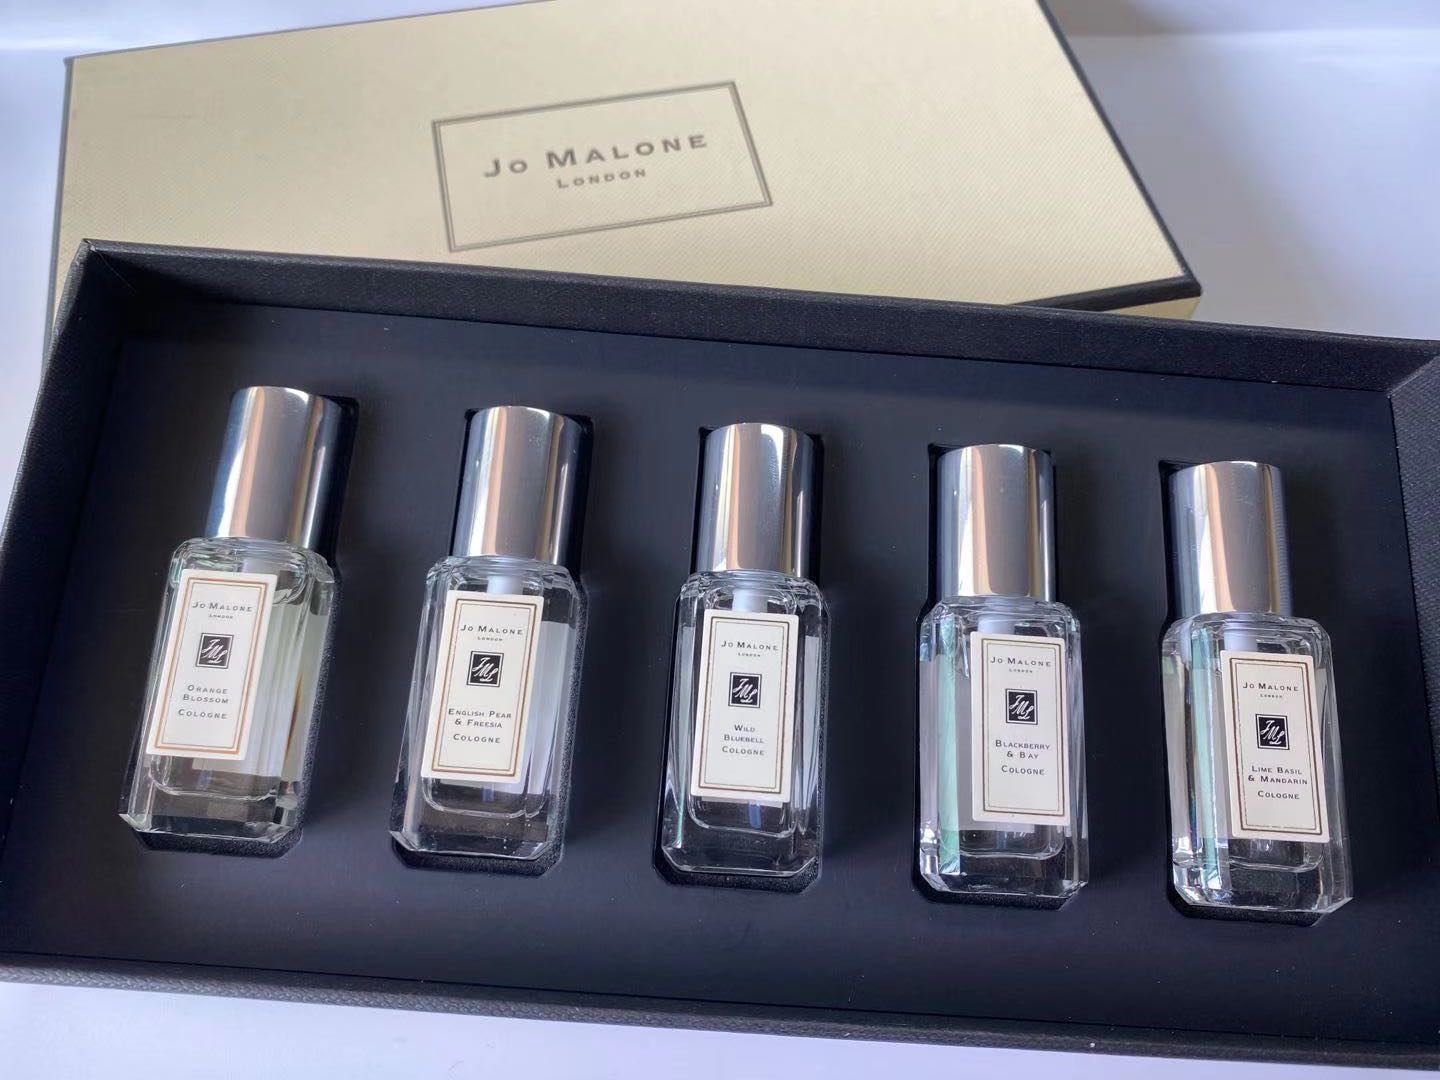 JO MALONE
LONDON
JO MALONE
LONDON
ORANGE
BLOSSOM
COLOGNE
JO MALONE
LONDON
ENGLISH PEAR
& FREESIA
COLOGNE
JO MALONE
LONDON
WILD
BLUEBELL
COLOGNE
JO MALONE
LONDON
BLACKBERRY
& BAY
COLOGNE
JO MALONE
LONDON
LIME BASIL
& MANDARIN
COLOGNE